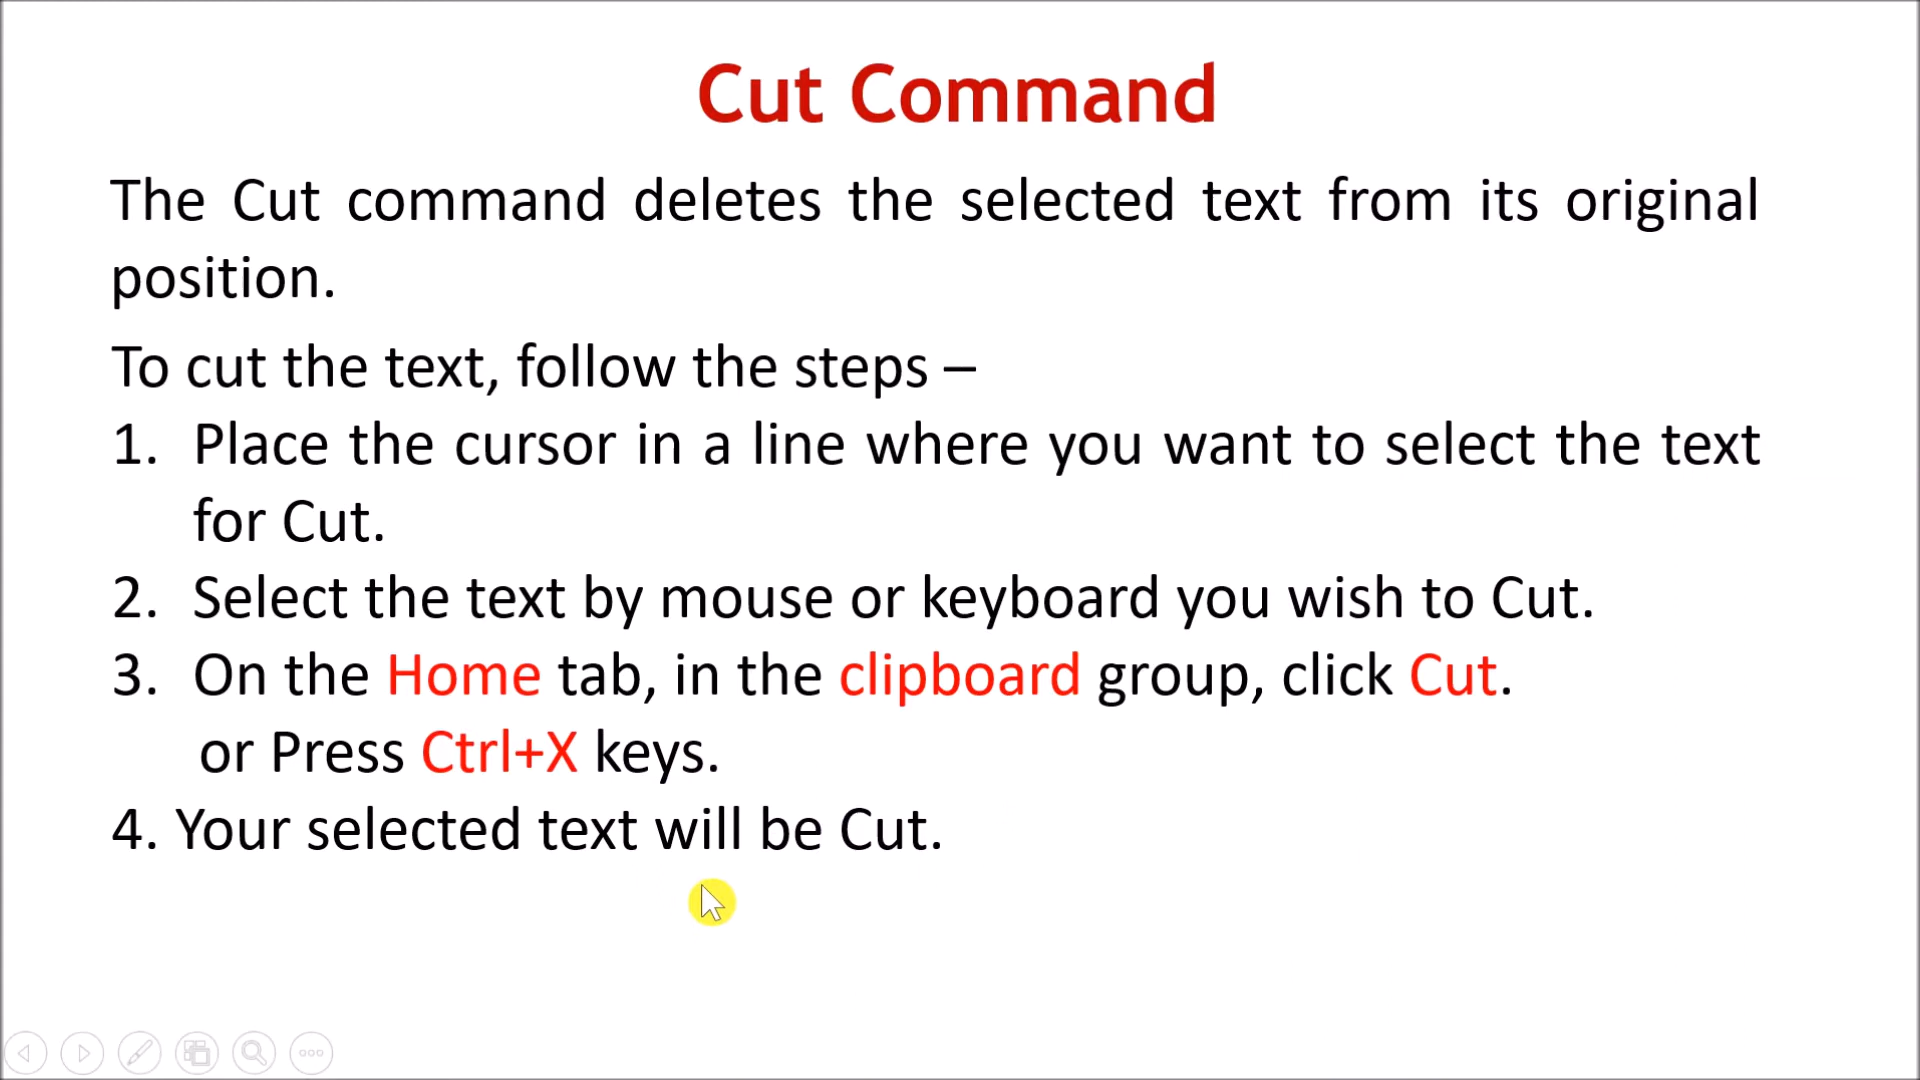 Cut Command
The Cut command deletes the selected text from its original
position.
To cut the text, follow the steps –
1. Place the cursor in a line where you want to select the text
for Cut.
2. Select the text by mouse or keyboard you wish to Cut.
3. On the Home tab, in the clipboard group, click Cut.
or Press Ctrl+X keys.
4. Your selected text will be Cut.